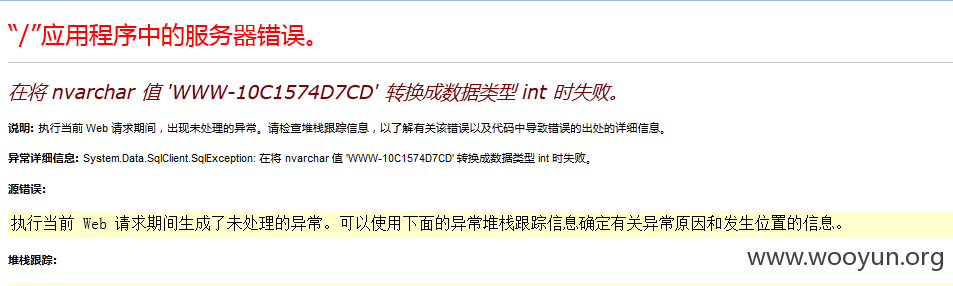 “/”应用程序中的服务器错误。
在将 nvarchar 值 'WWW-10C1574D7CD' 转换成数据类型 int 时失败。
说明: 执行当前 Web 请求期间，出现未处理的异常。请检查堆栈跟踪信息，以了解有关该错误以及代码中导致错误的出处的详细信息。
异常详细信息: System.Data.SqlClient.SqlException: 在将 nvarchar 值 'WWW-10C1574D7CD' 转换成数据类型 int 时失败。
源错误:
执行当前 Web 请求期间生成了未处理的异常。可以使用下面的异常堆栈跟踪信息确定有关异常原因和发生位置的信息。
堆栈跟踪:
www.wooyun.org